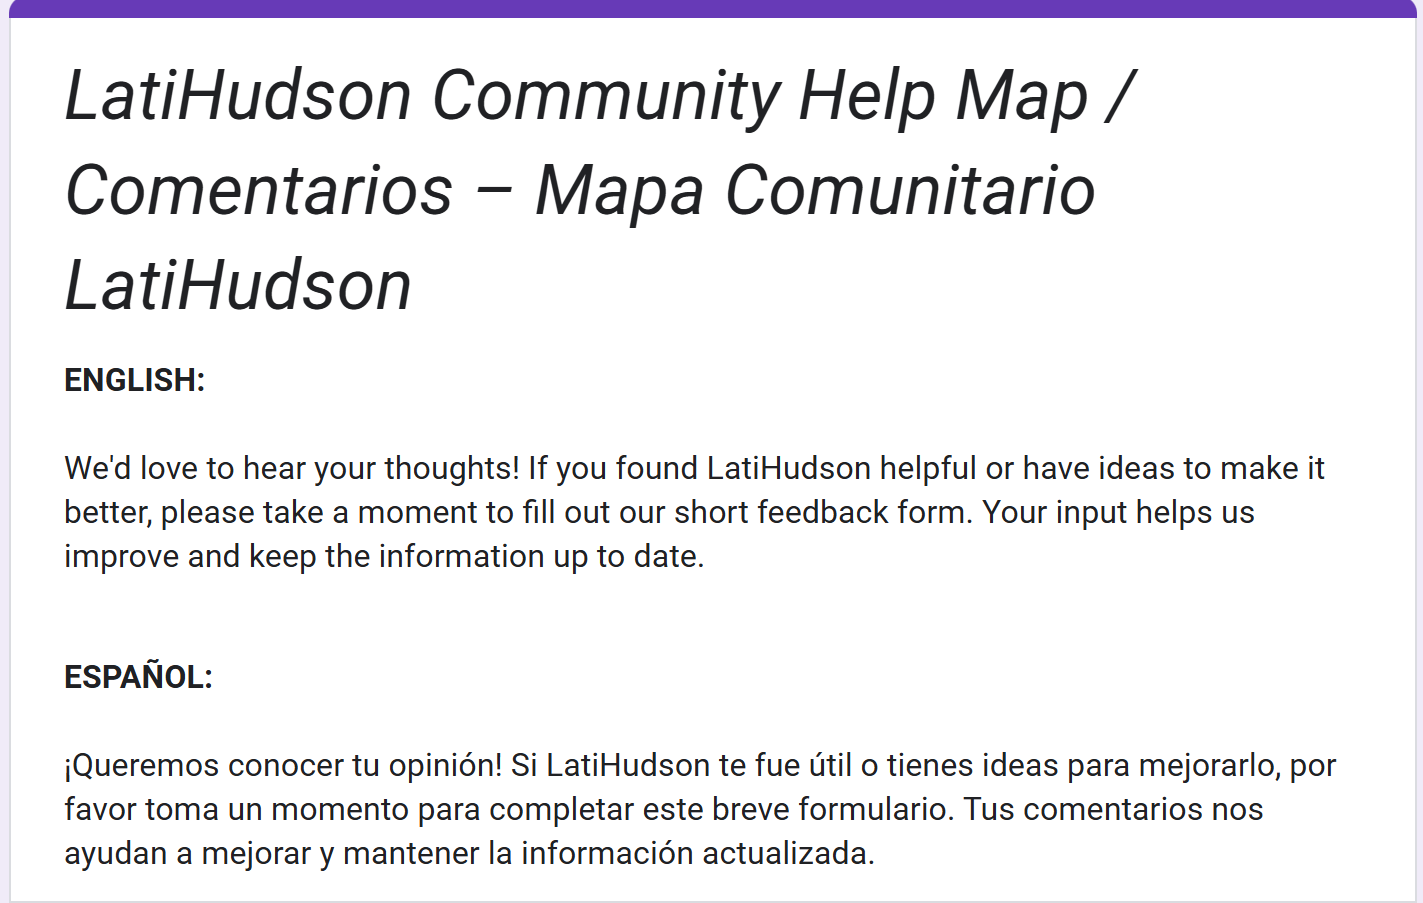 LatiHudson Community Help Map /
Comentarios – Mapa Comunitario
LatiHudson
ENGLISH:
We'd love to hear your thoughts! If you found LatiHudson helpful or have ideas to make it
better, please take a moment to fill out our short feedback form. Your input helps us
improve and keep the information up to date.
ESPAÑOL:
¡Queremos conocer tu opinión! Si LatiHudson te fue útil o tienes ideas para mejorarlo, por
favor toma un momento para completar este breve formulario. Tus comentarios nos
ayudan a mejorar y mantener la información actualizada.